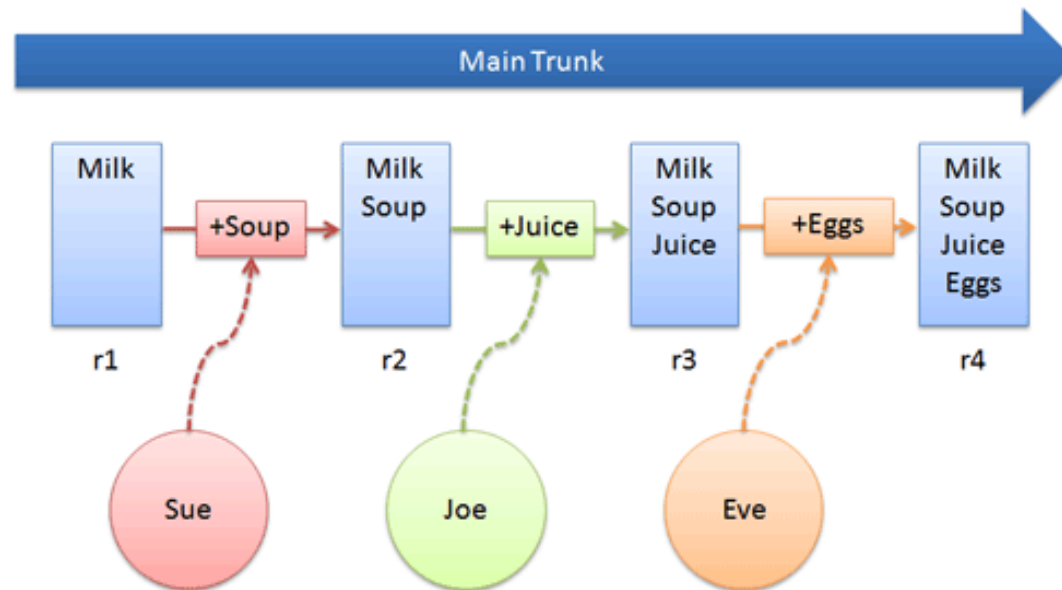 Main Trunk
Milk
+Soup
Milk
Soup
+Juice
Milk
Soup
Juice
+Eggs
Milk
Soup
Juice
Eggs
r1
r2
r3
r4
Sue
Joe
Eve